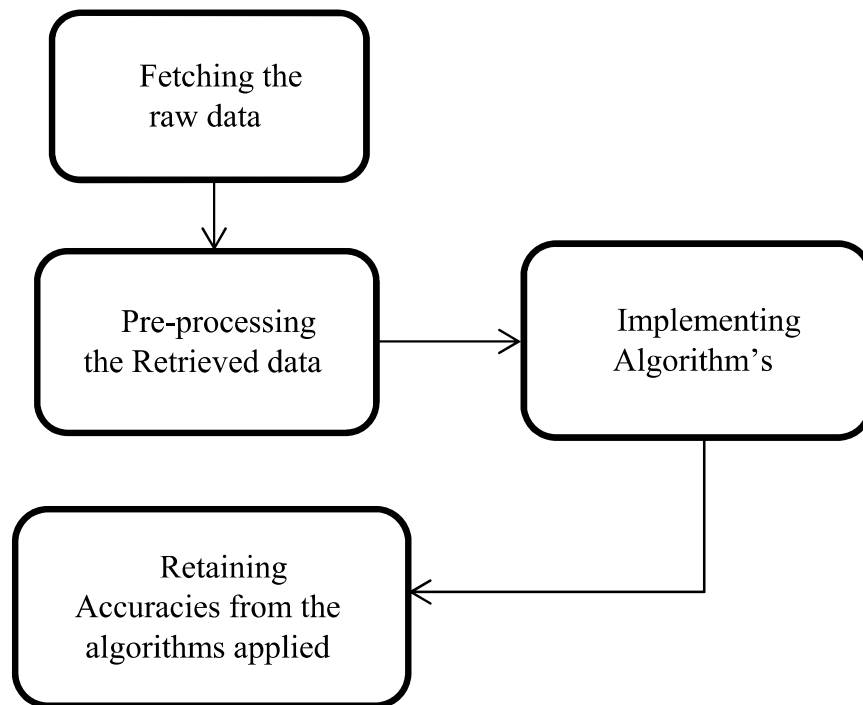 Fetching the
raw data
Pre-processing
the Retrieved data
Implementing
Algorithm’s
Retaining
Accuracies from the
algorithms applied